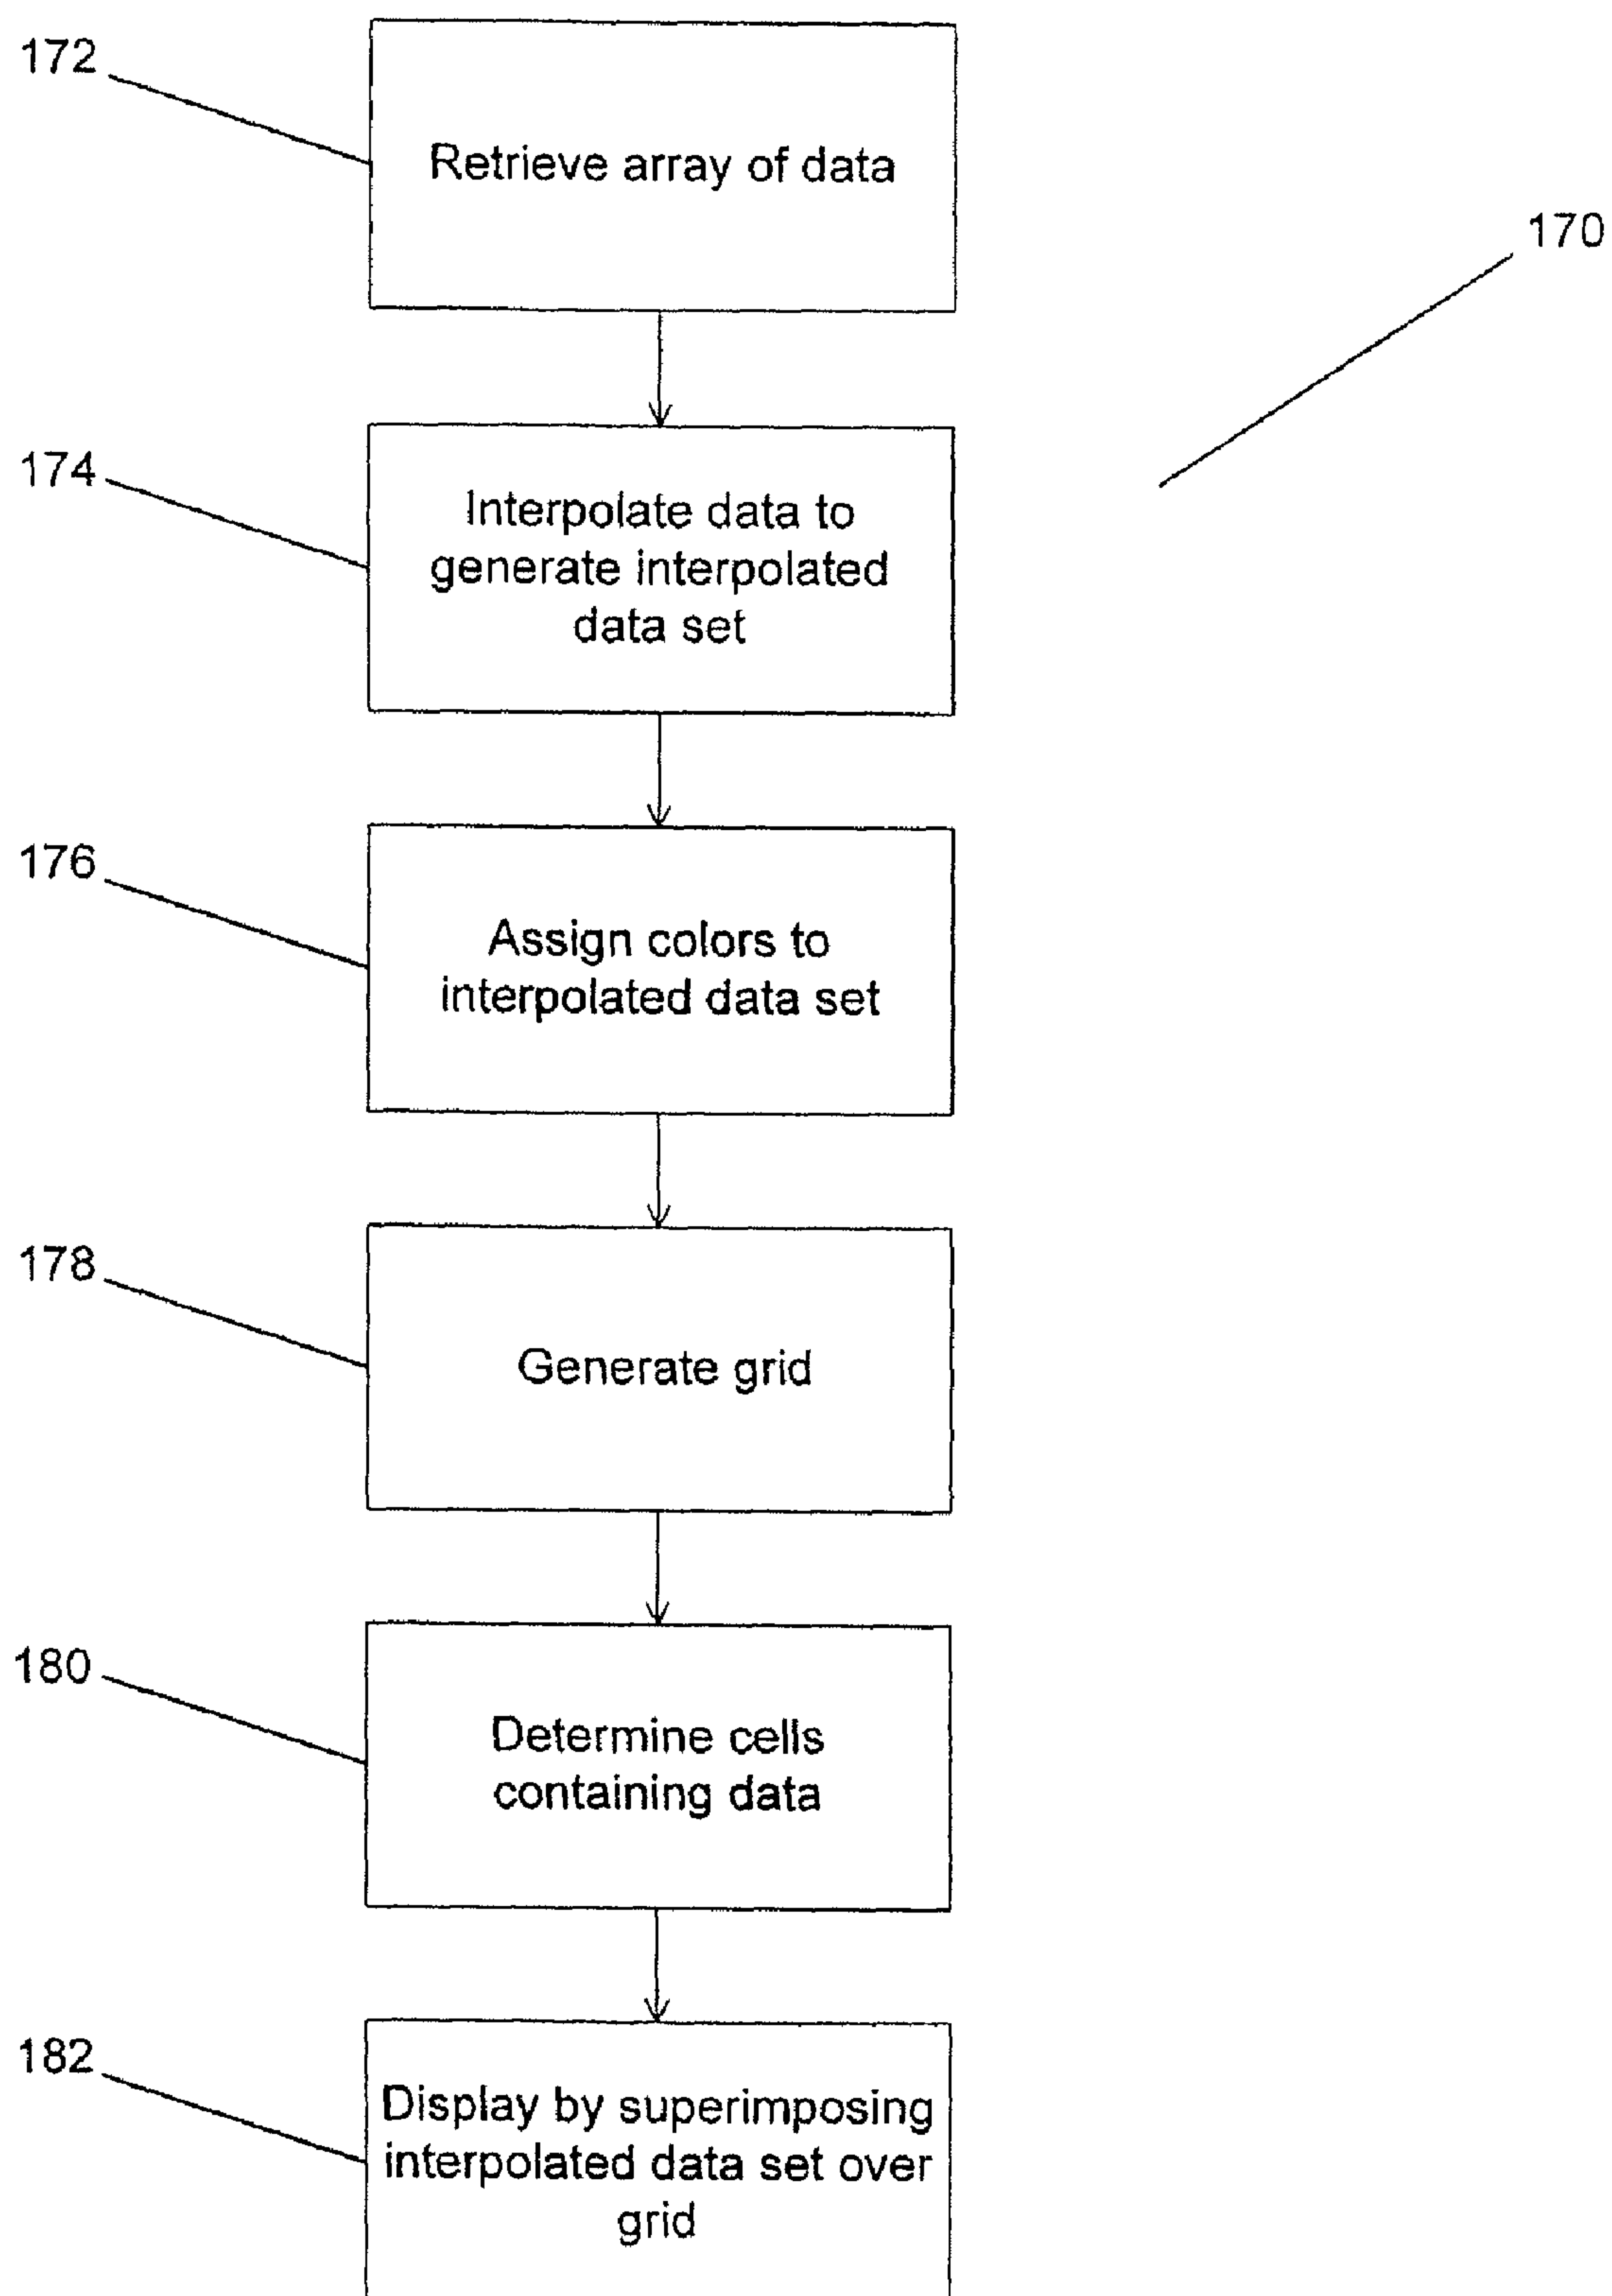 172
Retrieve array of data
170
174
Interpolate data to
generate interpolated
data set
176
Assign colors to
interpolated data set
178
Generate grid
180
Determine cells
containing data
182
Display by superimposing
interpolated data set over
grid